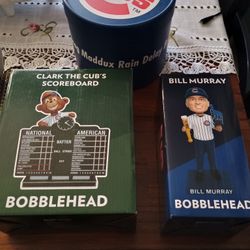 Maddux Rain Delay
CLARK THE CUB'S
SCOREBOARD
NATIONAL
AMERICAN
BATTER
BALL STRIKE
OUT
BOBBLEHEAD
BILL MURRAY
BILL MURRAY
BOBBLEHEAD